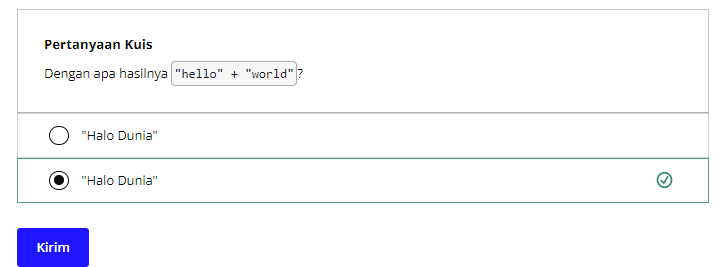 Pertanyaan Kuis
Dengan apa hasilnya "hello" + "world"?
"Halo Dunia"
"Halo Dunia"
Kirim